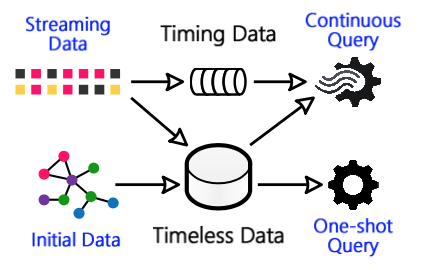 Streaming
Data
Timing Data
Continuous
Query
Initial Data
Timeless Data
One-shot
Query